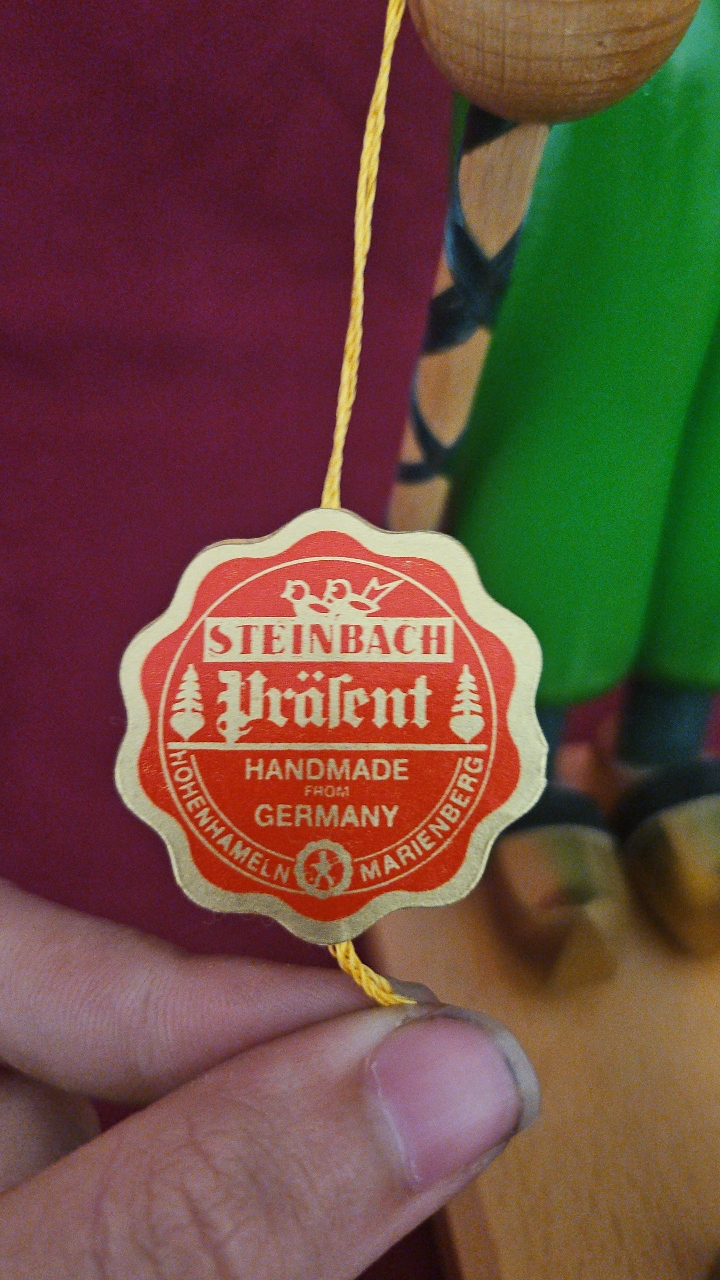 STEINBACH
Präſent
HANDMADE
FROM
GERMANY
HOHENHAMELN
MARIENBERG